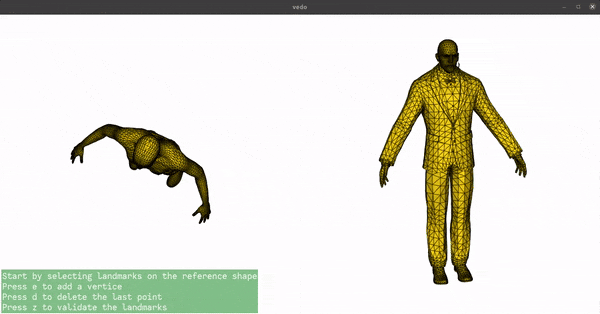 vedo
Start by selecting landmarks on the reference shape
Press e to add a vertice
Press d to delete the last point
Press z to validate the landmarks